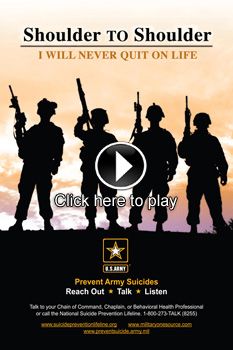 Shoulder TO Shoulder
I WILL NEVER QUIT ON LIFE
Click here to play
U.S.ARMY
Prevent Army Suicides
Reach Out ★ Talk ★ Listen
Talk to your Chain of Command, Chaplain, or Behavioral Health Professional
or call the National Suicide Prevention Lifeline. 1-800-273-TALK (8255)
www.suicidepreventionlifeline.org www.militaryonesource.com
www.preventsuicide.army.mil